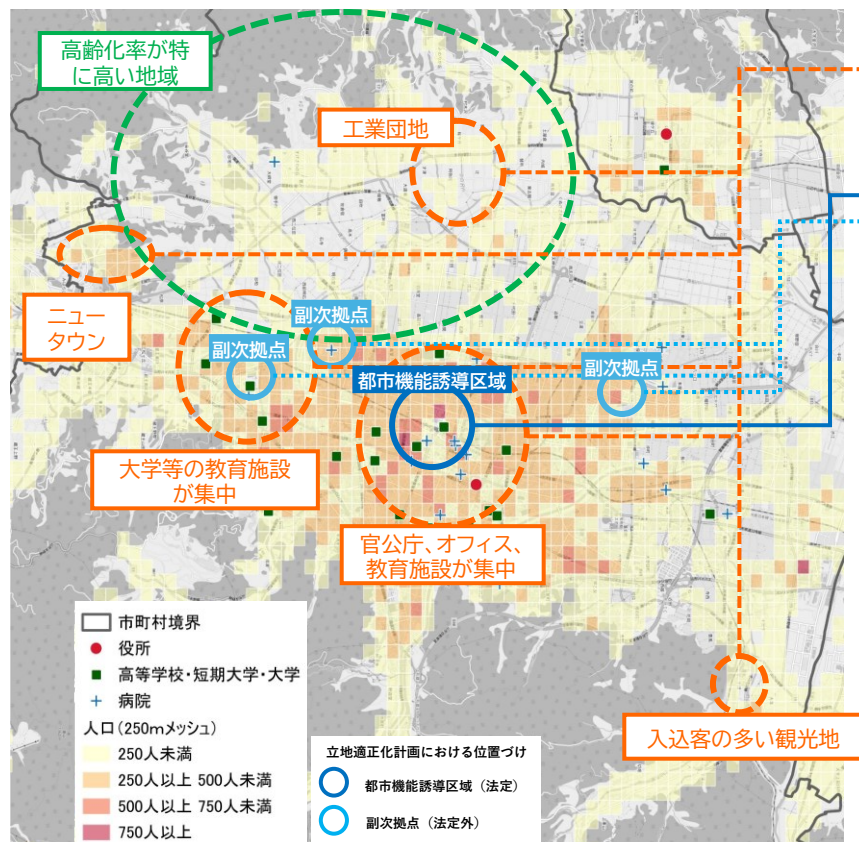 高齢化率が特
に高い地域
工業団地
ニュー
タウン
副次拠点
副次拠点
都市機能誘導区域
副次拠点
大学等の教育施設
が集中
官公庁、オフィス、
教育施設が集中
入込客の多い観光地
市町村境界
役所
高等学校・短期大学・大学
病院
人口(250mメッシュ)
250人未満
250人以上 500人未満
500人以上 750人未満
750人以上
立地適正化計画における位置づけ
都市機能誘導区域（法定）
副次拠点（法定外）